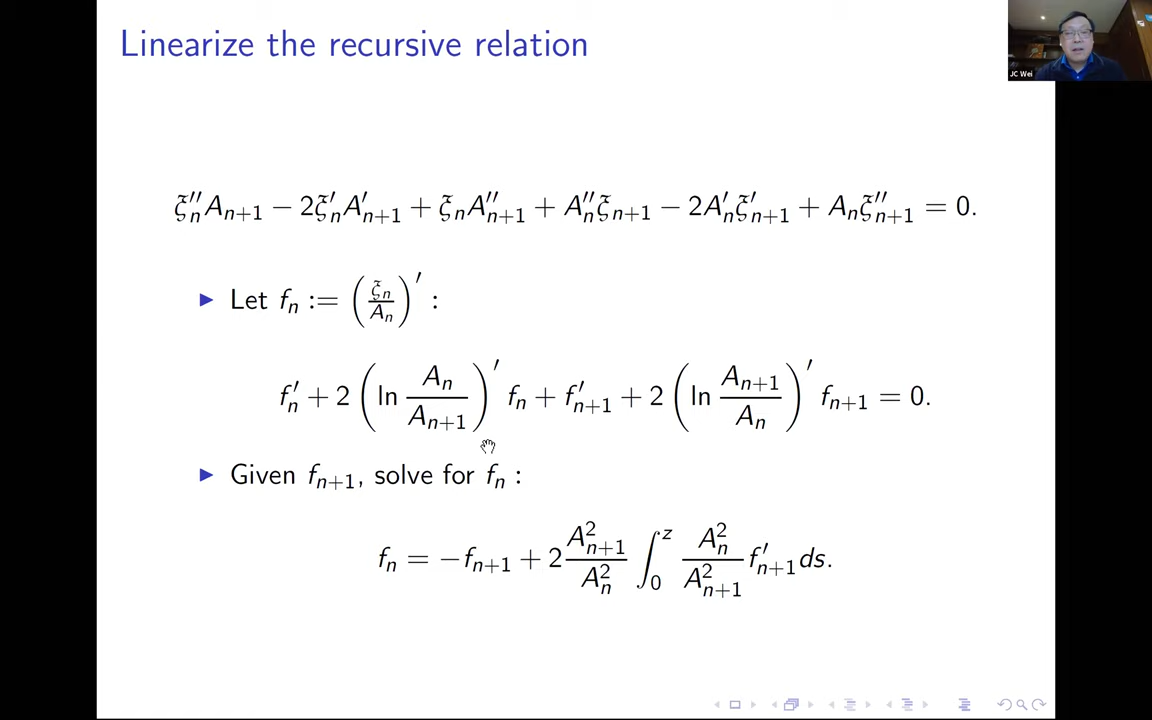 Linearize the recursive relation
JC Wei
ξ''ₙAₙ₊₁ − 2ξ'ₙA'ₙ₊₁ + ξₙA''ₙ₊₁ + A''ₙξₙ₊₁ − 2A'ₙξ'ₙ₊₁ + Aₙξ''ₙ₊₁ = 0.
▶ Let fₙ := (ξₙ/Aₙ)′ :
f'ₙ + 2 (ln Aₙ/Aₙ₊₁)′ fₙ + f'ₙ₊₁ + 2 (ln Aₙ₊₁/Aₙ)′ fₙ₊₁ = 0.
▶ Given fₙ₊₁, solve for fₙ :
fₙ = −fₙ₊₁ + 2 A²ₙ₊₁/A²ₙ ∫₀ᶻ A²ₙ/A²ₙ₊₁ f'ₙ₊₁ds.